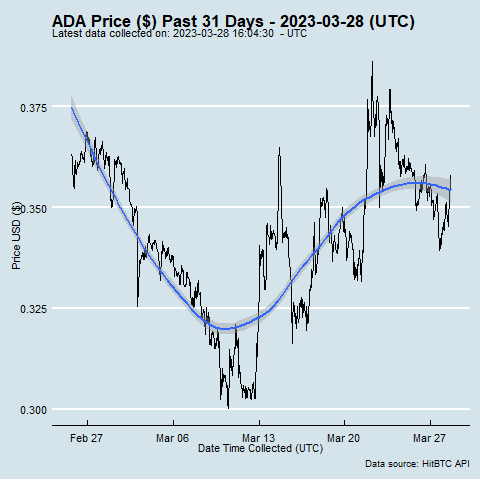 ADA Price ($) Past 31 Days - 2023-03-28 (UTC)
Latest data collected on: 2023-03-28 16:04:30 - UTC
Price USD ($)
0.375
0.350
0.325
0.300
Feb 27 Mar 06 Mar 13 Mar 20 Mar 27
Date Time Collected (UTC)
Data source: HitBTC API